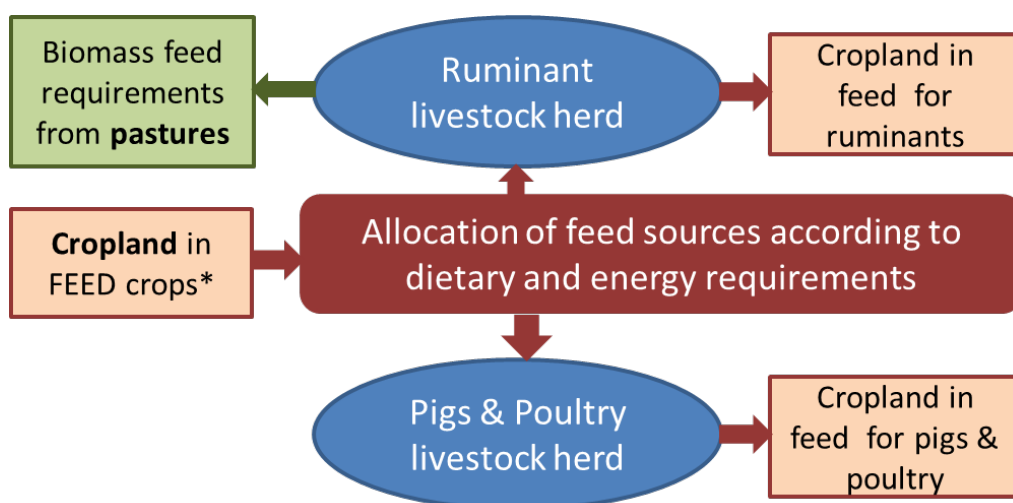 Biomass feed
requirements
from pastures
Ruminant
livestock herd
Cropland in
feed for
ruminants
Cropland in
FEED crops*
Allocation of feed sources according to
dietary and energy requirements
Pigs & Poultry
livestock herd
Cropland in
feed for pigs &
poultry